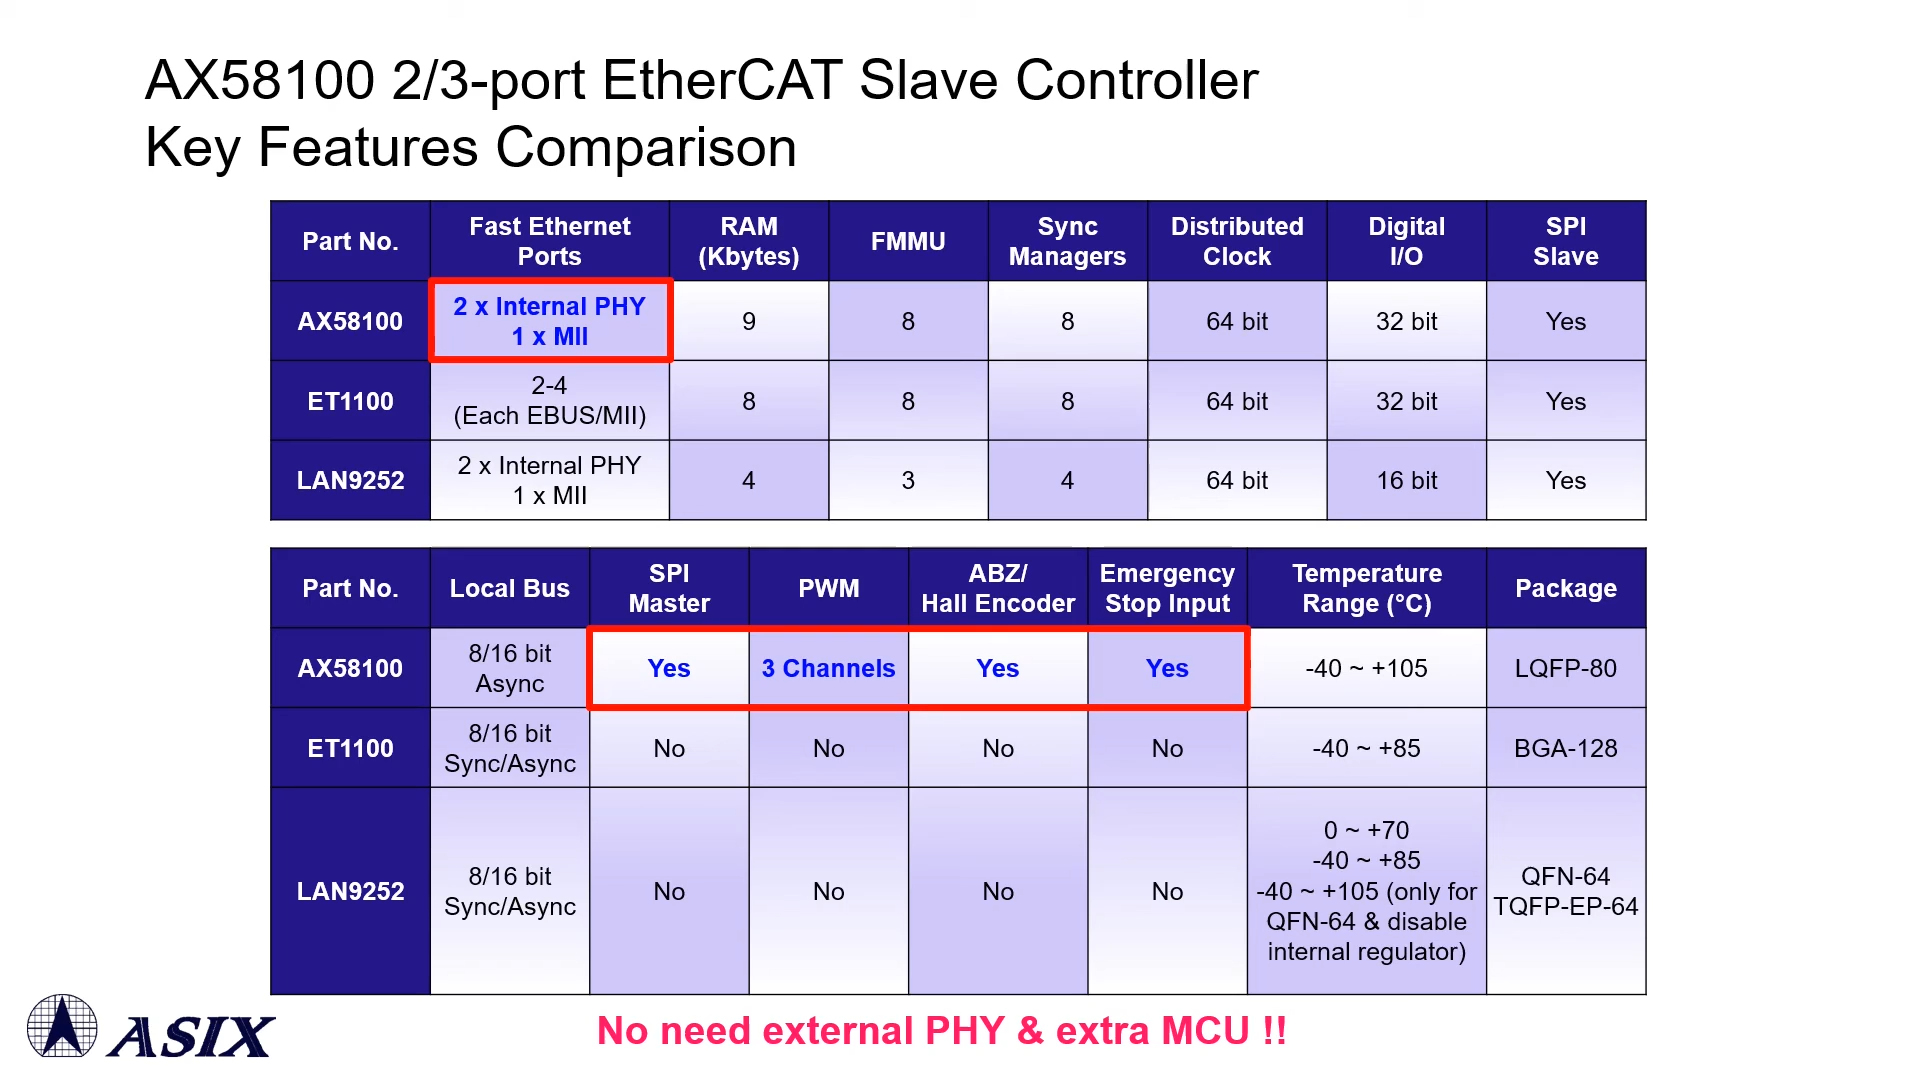 AX58100 2/3-port EtherCAT Slave Controller
Key Features Comparison
Part No. Fast Ethernet Ports RAM (Kbytes) FMMU Sync Managers Distributed Clock Digital I/O SPI Slave
AX58100 2 x Internal PHY 1 x MII 9 8 8 64 bit 32 bit Yes
ET1100 2-4 (Each EBUS/MII) 8 8 8 64 bit 32 bit Yes
LAN9252 2 x Internal PHY 1 x MII 4 3 4 64 bit 16 bit Yes
Part No. Local Bus SPI Master PWM ABZ/ Hall Encoder Emergency Stop Input Temperature Range (°C) Package
AX58100 8/16 bit Async Yes 3 Channels Yes Yes -40 ~ +105 LQFP-80
ET1100 8/16 bit Sync/Async No No No No -40 ~ +85 BGA-128
LAN9252 8/16 bit Sync/Async No No No No 0 ~ +70 -40 ~ +85 -40 ~ +105 (only for QFN-64 & disable internal regulator) QFN-64 TQFP-EP-64
ASIX
No need external PHY & extra MCU !!